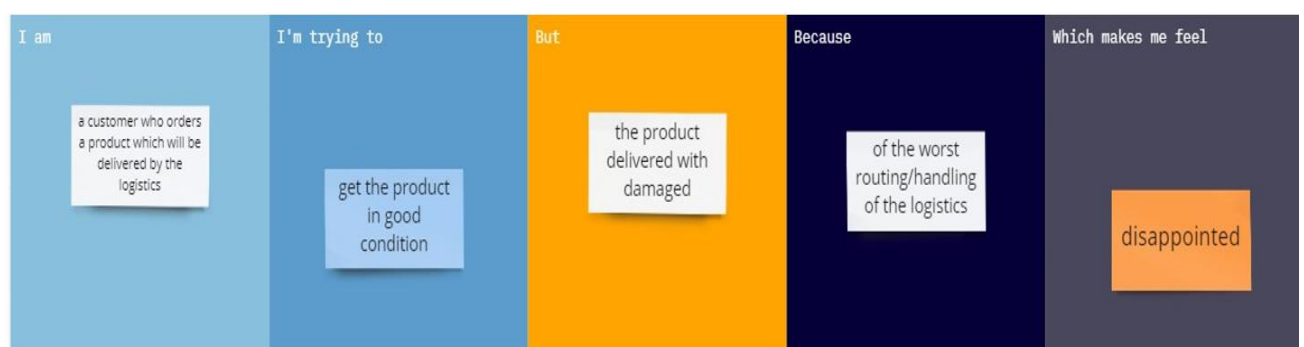 I am
a customer who orders
a product which will be
delivered by the
logistics
I'm trying to
get the product
in good
condition
But
the product
delivered with
damaged
Because
of the worst
routing/handling
of the logistics
Which makes me feel
disappointed